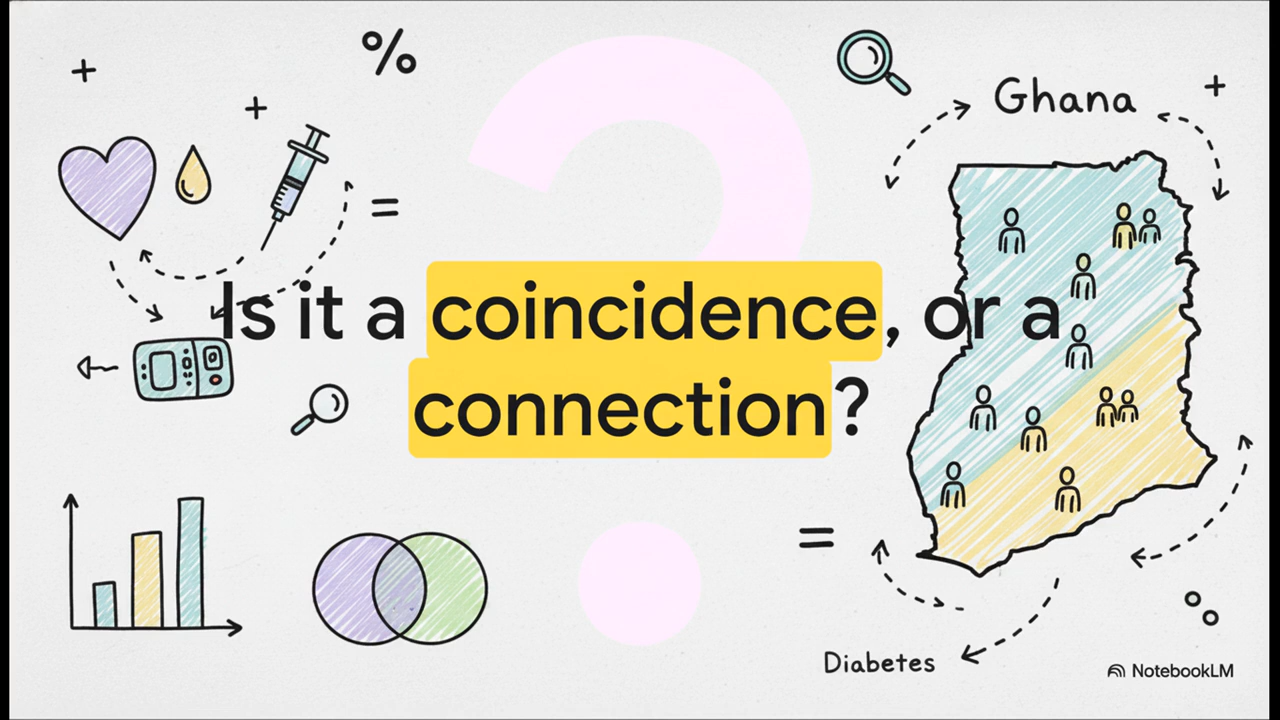 %
Ghana
=
Is it a coincidence, or a
connection?
=
Diabetes
NotebookLM